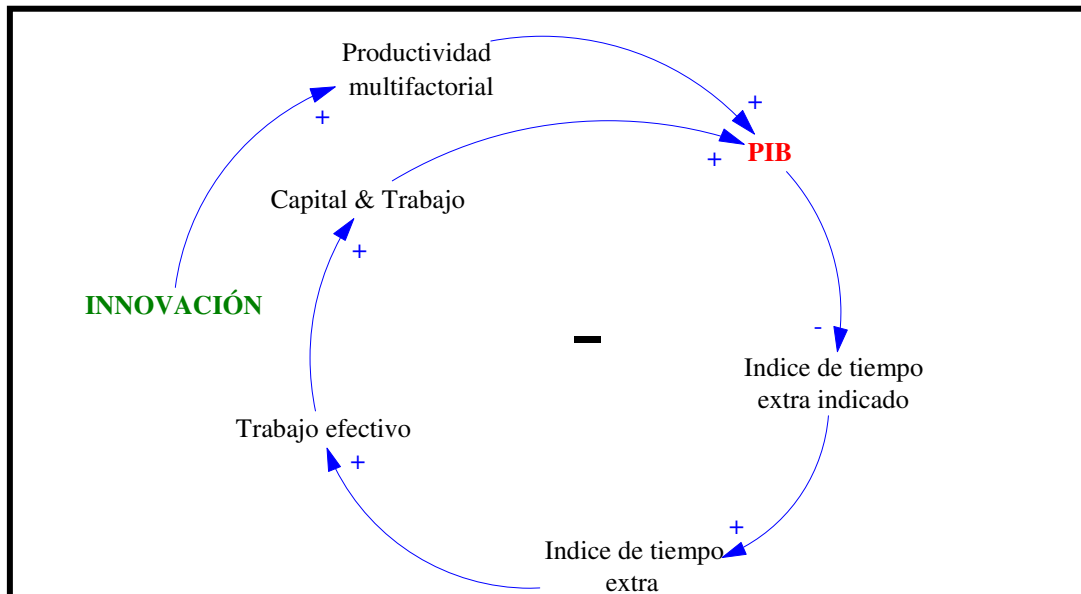 Productividad
multifactorial
+
+
PIB
+
Capital & Trabajo
+
INNOVACIÓN
-
-
Indice de tiempo
extra indicado
Trabajo efectivo
+
+
Indice de tiempo
extra